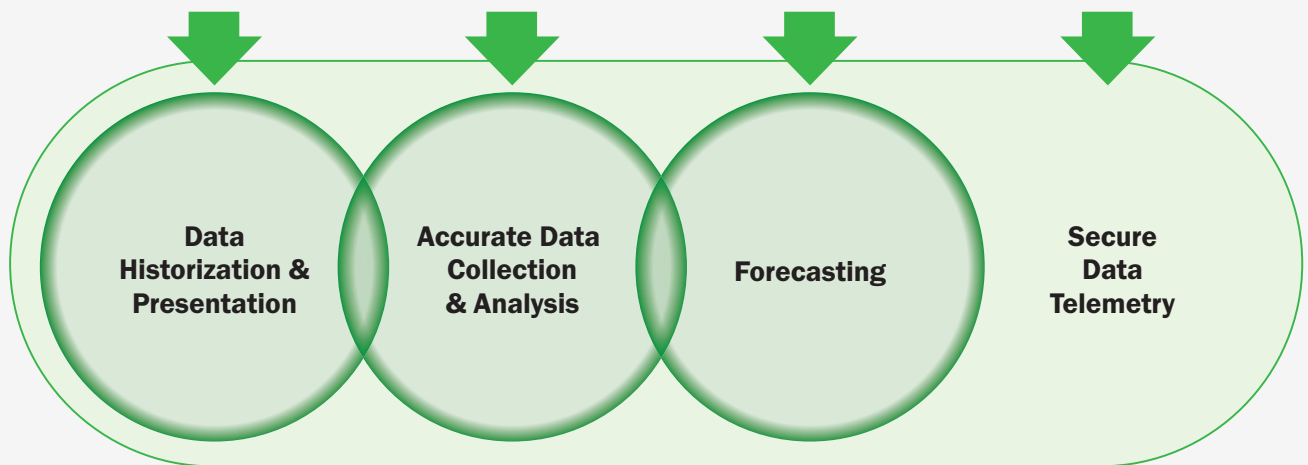 Data
Historization &
Presentation
Accurate Data
Collection
& Analysis
Forecasting
Secure
Data
Telemetry